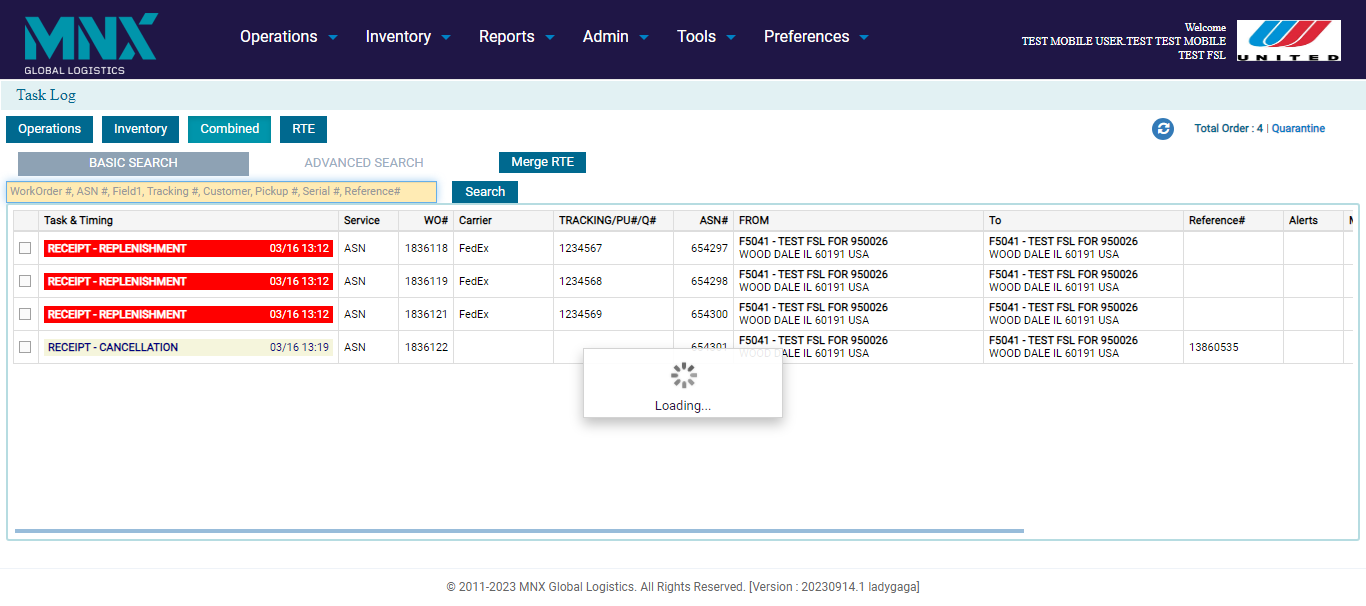 MNX
GLOBAL LOGISTICS
Operations Inventory Reports Admin Tools Preferences
Welcome
TEST MOBILE USER.TEST TEST MOBILE
TEST FSL
UNITED
Task Log
Operations Inventory Combined RTE
Total Order : 4 | Quarantine
BASIC SEARCH ADVANCED SEARCH Merge RTE
WorkOrder #, ASN #, Field1, Tracking #, Customer, Pickup #, Serial #, Reference# Search
Task & Timing Service WO# Carrier TRACKING/PU#/Q# ASN# FROM To Reference# Alerts
RECEIPT - REPLENISHMENT 03/16 13:12 ASN 1836118 FedEx 1234567 654297 F5041 - TEST FSL FOR 950026 F5041 - TEST FSL FOR 950026
WOOD DALE IL 60191 USA WOOD DALE IL 60191 USA
RECEIPT - REPLENISHMENT 03/16 13:12 ASN 1836119 FedEx 1234568 654298 F5041 - TEST FSL FOR 950026 F5041 - TEST FSL FOR 950026
WOOD DALE IL 60191 USA WOOD DALE IL 60191 USA
RECEIPT - REPLENISHMENT 03/16 13:12 ASN 1836121 FedEx 1234569 654300 F5041 - TEST FSL FOR 950026 F5041 - TEST FSL FOR 950026
WOOD DALE IL 60191 USA WOOD DALE IL 60191 USA
RECEIPT - CANCELLATION 03/16 13:19 ASN 1836122 654301 F5041 - TEST FSL FOR 950026 F5041 - TEST FSL FOR 950026 13860535
WOOD DALE IL 60191 USA WOOD DALE IL 60191 USA
Loading...
© 2011-2023 MNX Global Logistics. All Rights Reserved. [Version : 20230914.1 ladygaga]